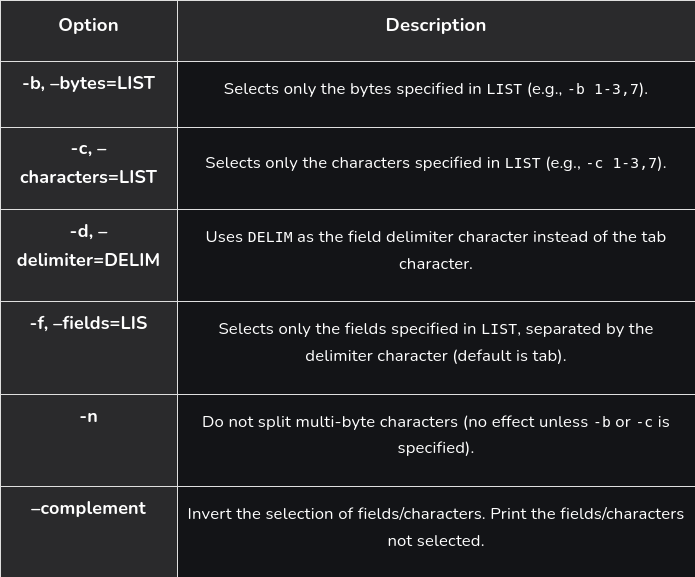 Option
Description
-b, –bytes=LIST
Selects only the bytes specified in LIST (e.g., -b 1-3,7).
-c, –
characters=LIST
Selects only the characters specified in LIST (e.g., -c 1-3,7).
-d, –
delimiter=DELIM
Uses DELIM as the field delimiter character instead of the tab
character.
-f, –fields=LIS
Selects only the fields specified in LIST, separated by the
delimiter character (default is tab).
-n
Do not split multi-byte characters (no effect unless -b or -c is
specified).
–complement
Invert the selection of fields/characters. Print the fields/characters
not selected.